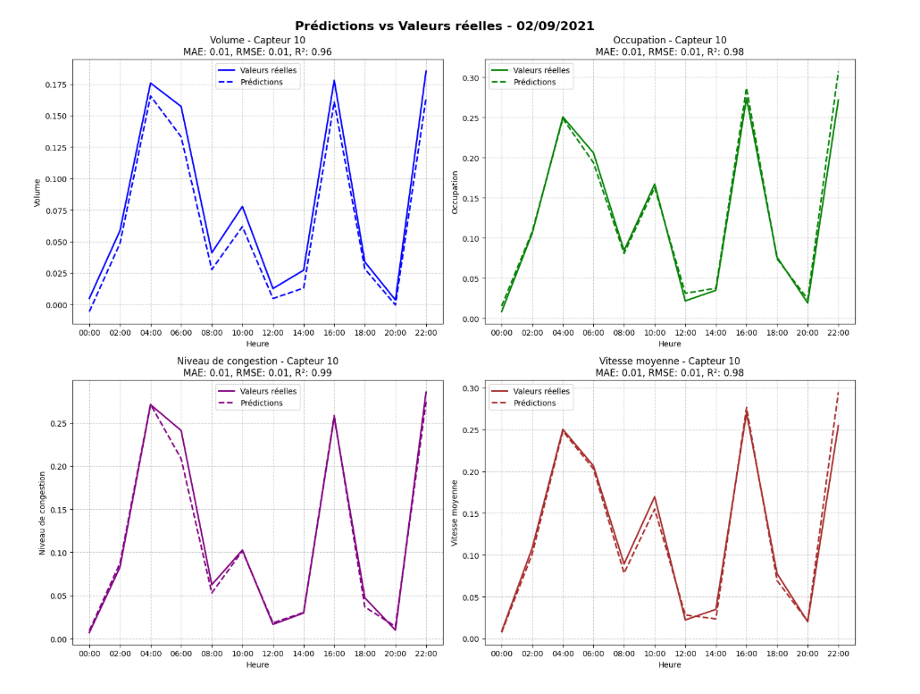 Prédictions vs Valeurs réelles - 02/09/2021
Volume - Capteur 10
MAE: 0.01, RMSE: 0.01, R²: 0.96
Valeurs réelles
Prédictions
0.175
0.150
0.125
0.100
0.075
0.050
0.025
0.000
Volume
00:00 02:00 04:00 06:00 08:00 10:00 12:00 14:00 16:00 18:00 20:00 22:00
Heure
Occupation - Capteur 10
MAE: 0.01, RMSE: 0.01, R²: 0.98
Valeurs réelles
Prédictions
0.30
0.25
0.20
0.15
0.10
0.05
0.00
Occupation
00:00 02:00 04:00 06:00 08:00 10:00 12:00 14:00 16:00 18:00 20:00 22:00
Heure
Niveau de congestion - Capteur 10
MAE: 0.01, RMSE: 0.01, R²: 0.99
Valeurs réelles
Prédictions
0.25
0.20
0.15
0.10
0.05
0.00
Niveau de congestion
00:00 02:00 04:00 06:00 08:00 10:00 12:00 14:00 16:00 18:00 20:00 22:00
Heure
Vitesse moyenne - Capteur 10
MAE: 0.01, RMSE: 0.01, R²: 0.98
Valeurs réelles
Prédictions
0.30
0.25
0.20
0.15
0.10
0.05
0.00
Vitesse moyenne
00:00 02:00 04:00 06:00 08:00 10:00 12:00 14:00 16:00 18:00 20:00 22:00
Heure